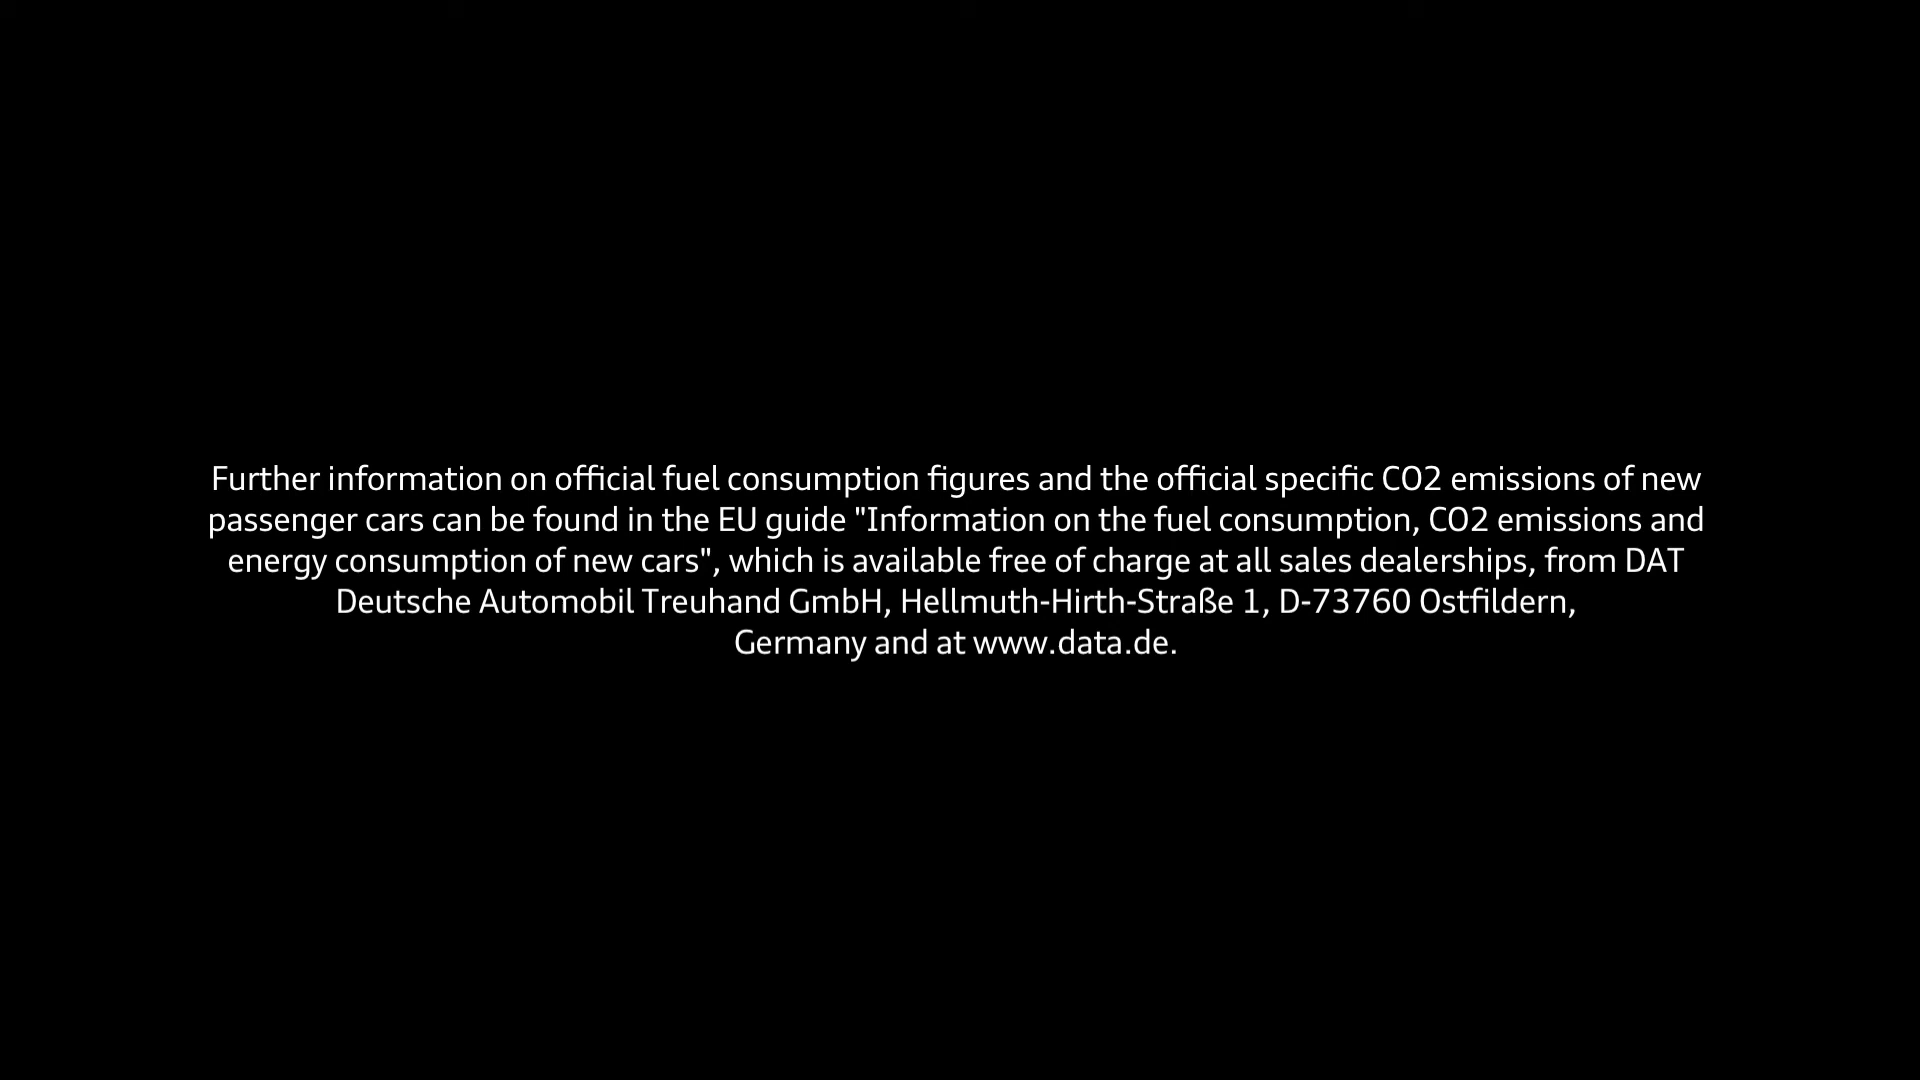 Further information on official fuel consumption figures and the official specific CO2 emissions of new
passenger cars can be found in the EU guide "Information on the fuel consumption, CO2 emissions and
energy consumption of new cars", which is available free of charge at all sales dealerships, from DAT
Deutsche Automobil Treuhand GmbH, Hellmuth-Hirth-Straße 1, D-73760 Ostfildern,
Germany and at www.data.de.